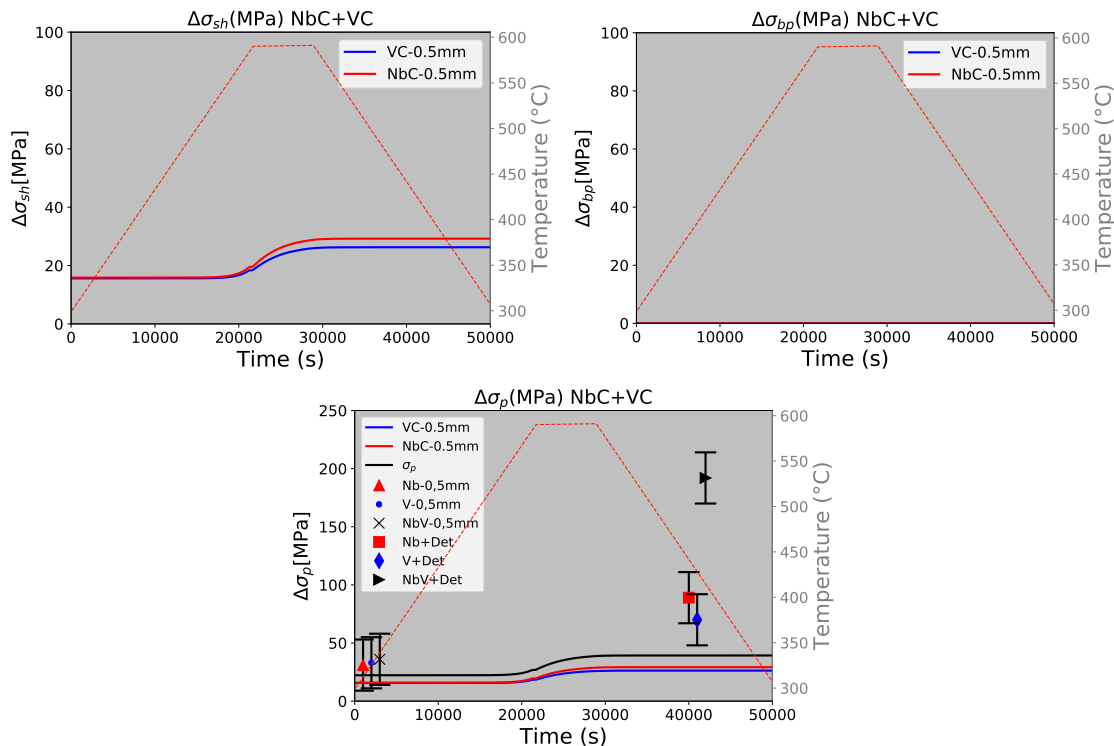 Δσsh(MPa) NbC+VC
Δσsh[MPa]
100
80
60
40
20
0
VC-0.5mm
NbC-0.5mm
600
550
500
450
400
350
300
Temperature (°C)
0 10000 20000 30000 40000 50000
Time (s)
Δσbp(MPa) NbC+VC
Δσbp[MPa]
100
80
60
40
20
0
VC-0.5mm
NbC-0.5mm
600
550
500
450
400
350
300
Temperature (°C)
0 10000 20000 30000 40000 50000
Time (s)
Δσp(MPa) NbC+VC
Δσp[MPa]
250
200
150
100
50
0
VC-0.5mm
NbC-0.5mm
σp
Nb-0,5mm
V-0,5mm
NbV-0,5mm
Nb+Det
V+Det
NbV+Det
600
550
500
450
400
350
300
Temperature (°C)
0 10000 20000 30000 40000 50000
Time (s)